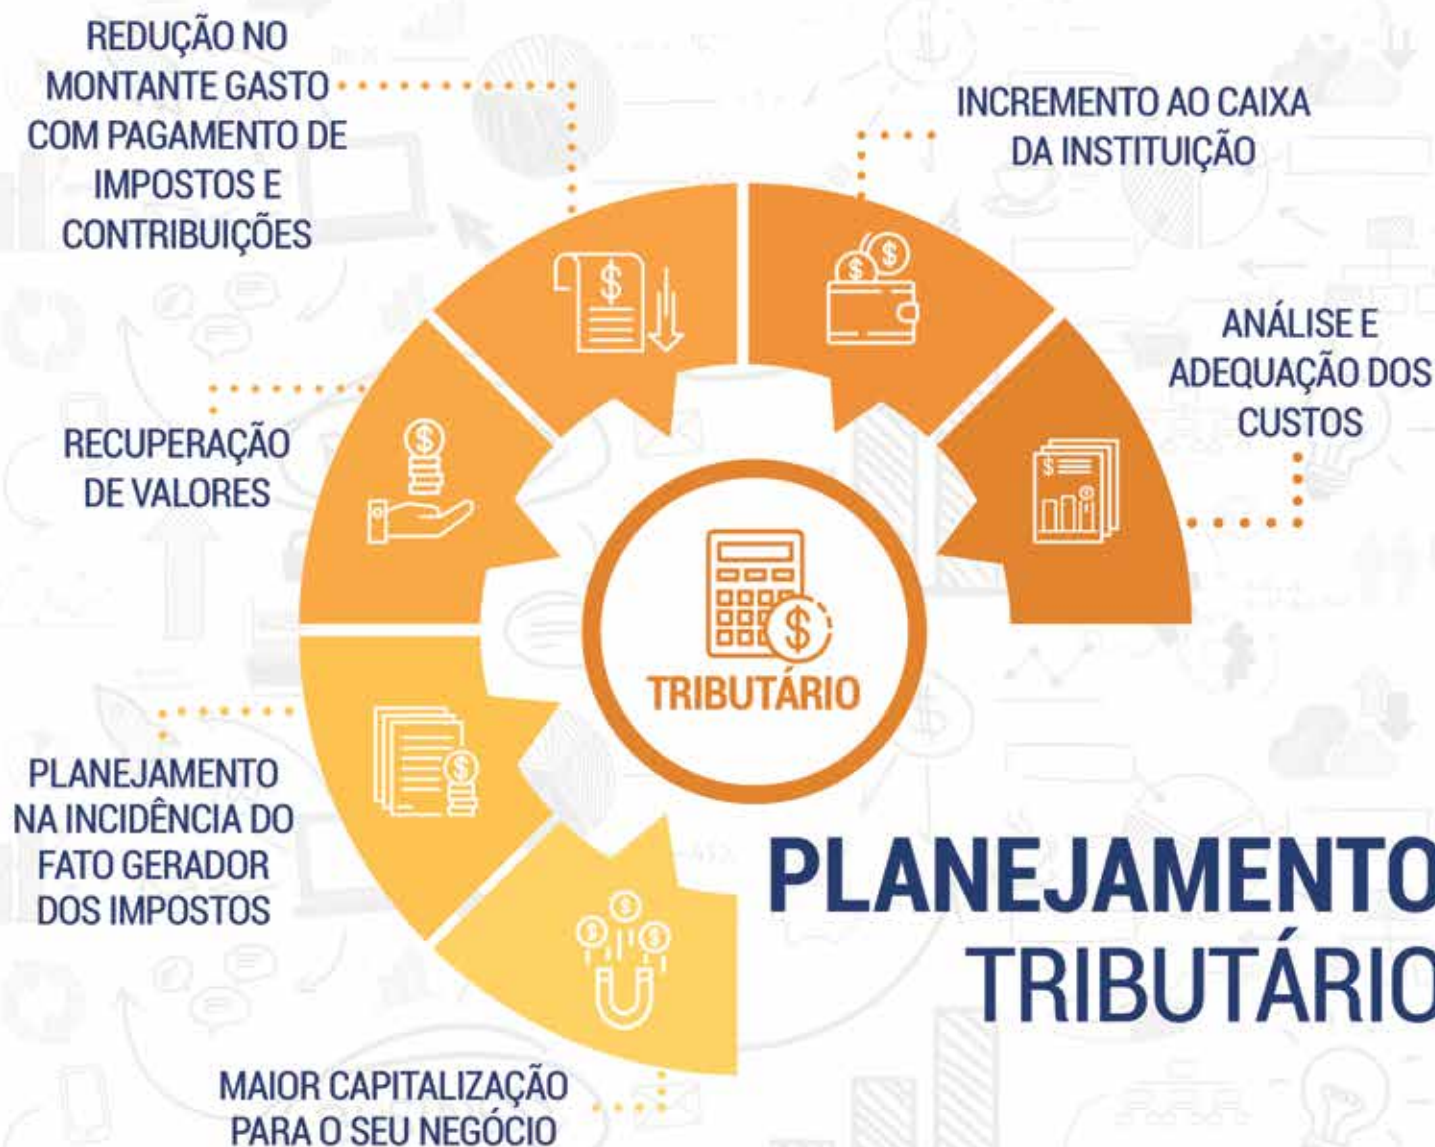 REDUÇÃO NO
MONTANTE GASTO
COM PAGAMENTO DE
IMPOSTOS E
CONTRIBUIÇÕES
INCREMENTO AO CAIXA
DA INSTITUIÇÃO
ANÁLISE E
ADEQUAÇÃO DOS
CUSTOS
RECUPERAÇÃO
DE VALORES
TRIBUTÁRIO
PLANEJAMENTO
NA INCIDÊNCIA DO
FATO GERADOR
DOS IMPOSTOS
PLANEJAMENTO
TRIBUTÁRIO
MAIOR CAPITALIZAÇÃO
PARA O SEU NEGÓCIO